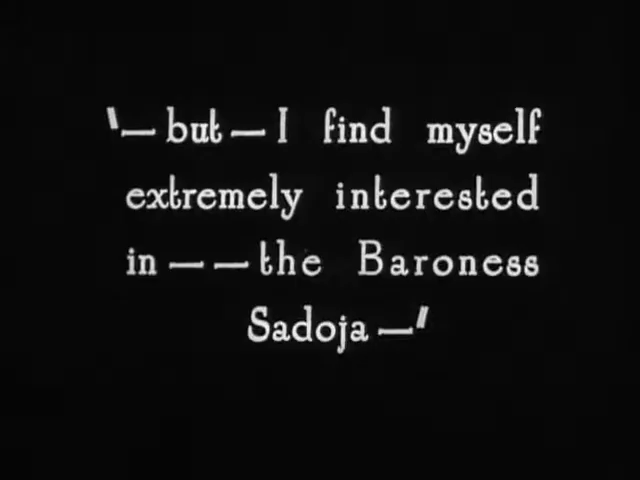 "—but—I find myself
extremely interested
in——the Baroness
Sadoja—"